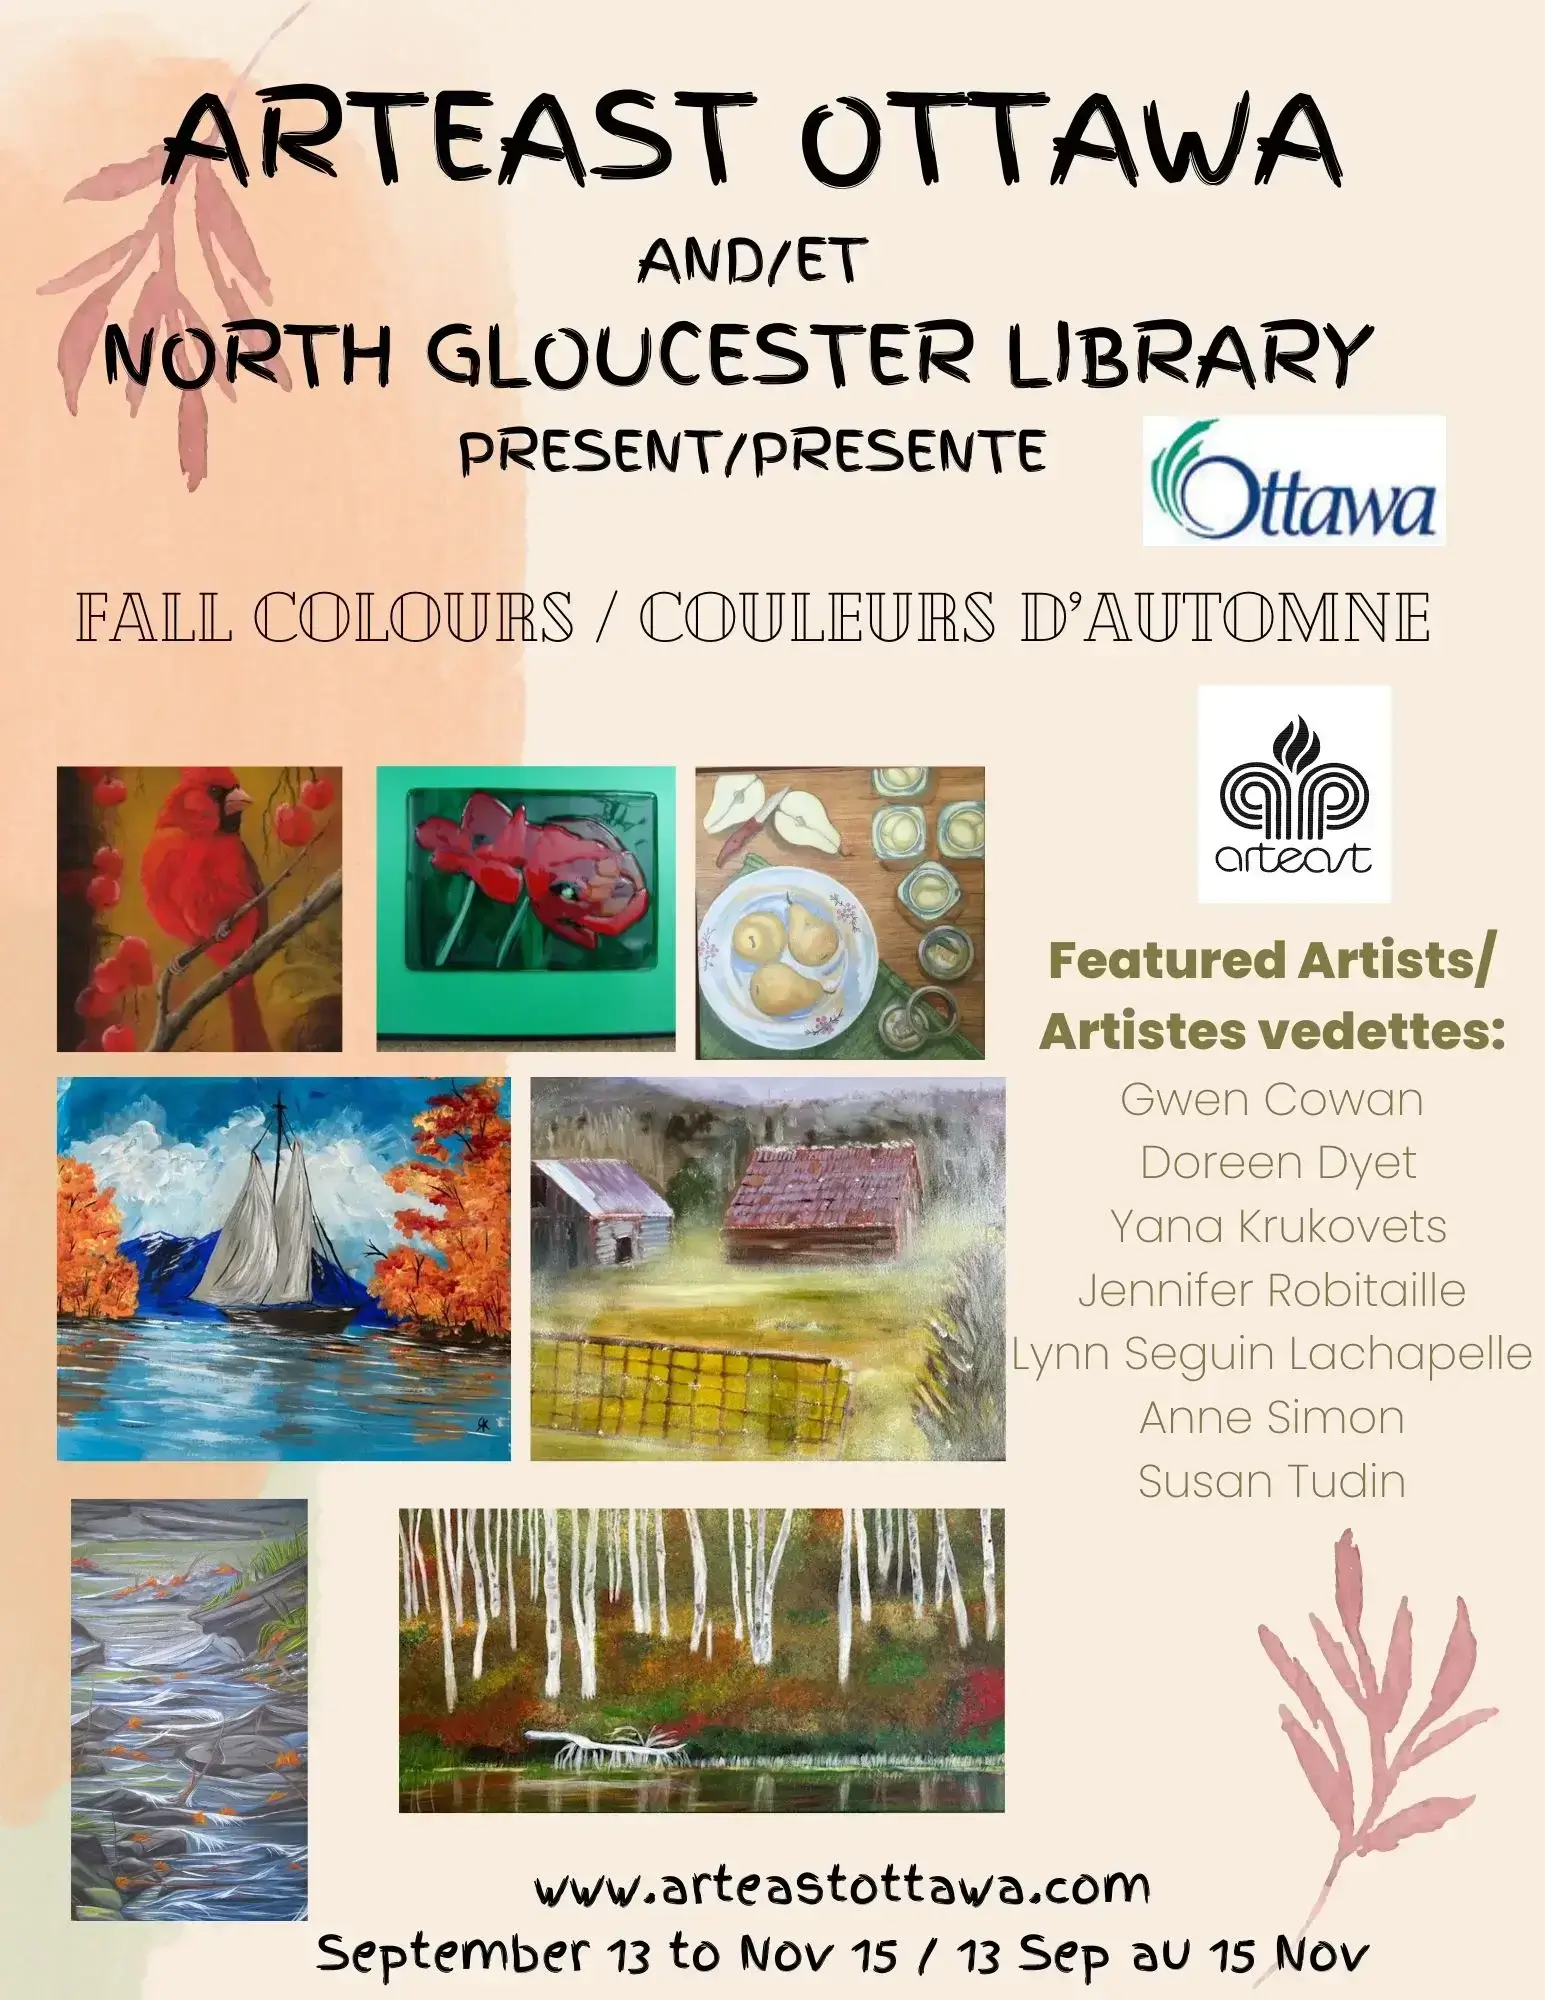 ARTEAST OTTAWA
AND/ET
NORTH GLOUCESTER LIBRARY
PRESENT/PRESENTE
Ottawa
FALL COLOURS / COULEURS D'AUTOMNE
arteast
Featured Artists/
Artistes vedettes:
Gwen Cowan
Doreen Dyet
Yana Krukovets
Jennifer Robitaille
Lynn Seguin Lachapelle
Anne Simon
Susan Tudin
www.arteastottawa.com
September 13 to Nov 15 / 13 Sep au 15 Nov